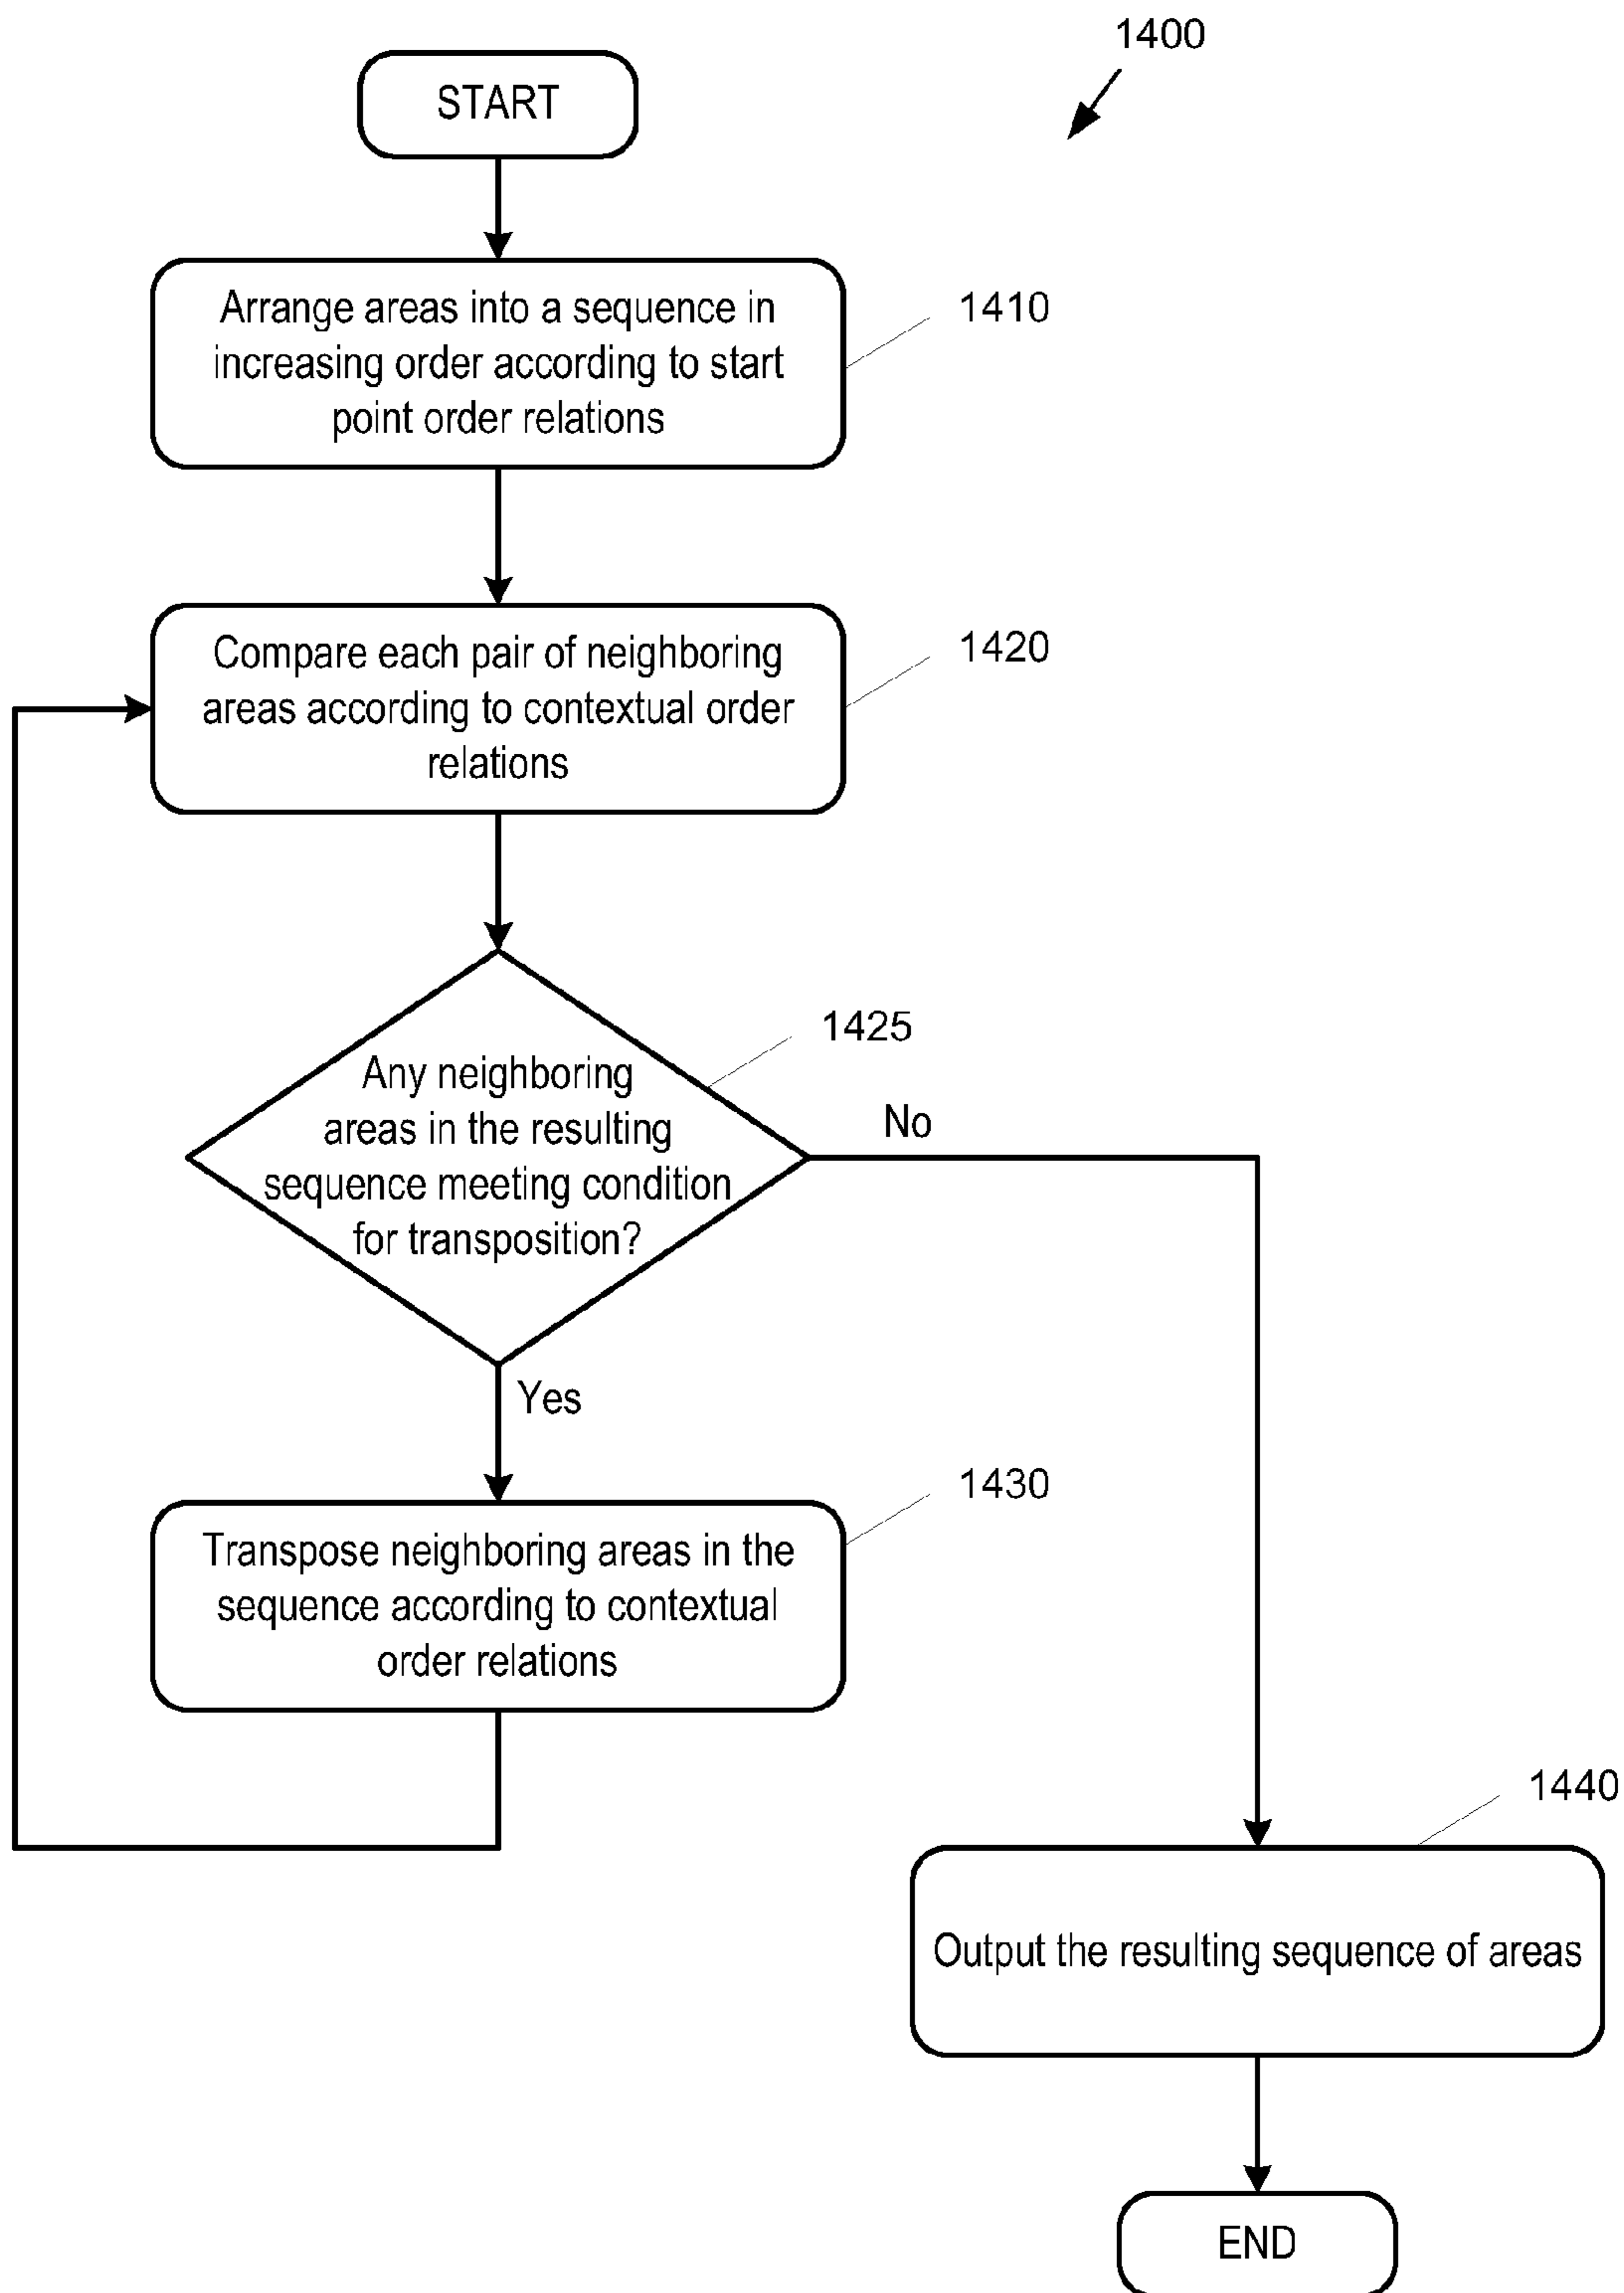 1400
START
Arrange areas into a sequence in
increasing order according to start
point order relations
1410
Compare each pair of neighboring
areas according to contextual order
relations
1420
Any neighboring
areas in the resulting
sequence meeting condition
for transposition?
1425
No
Yes
Transpose neighboring areas in the
sequence according to contextual
order relations
1430
1440
Output the resulting sequence of areas
END